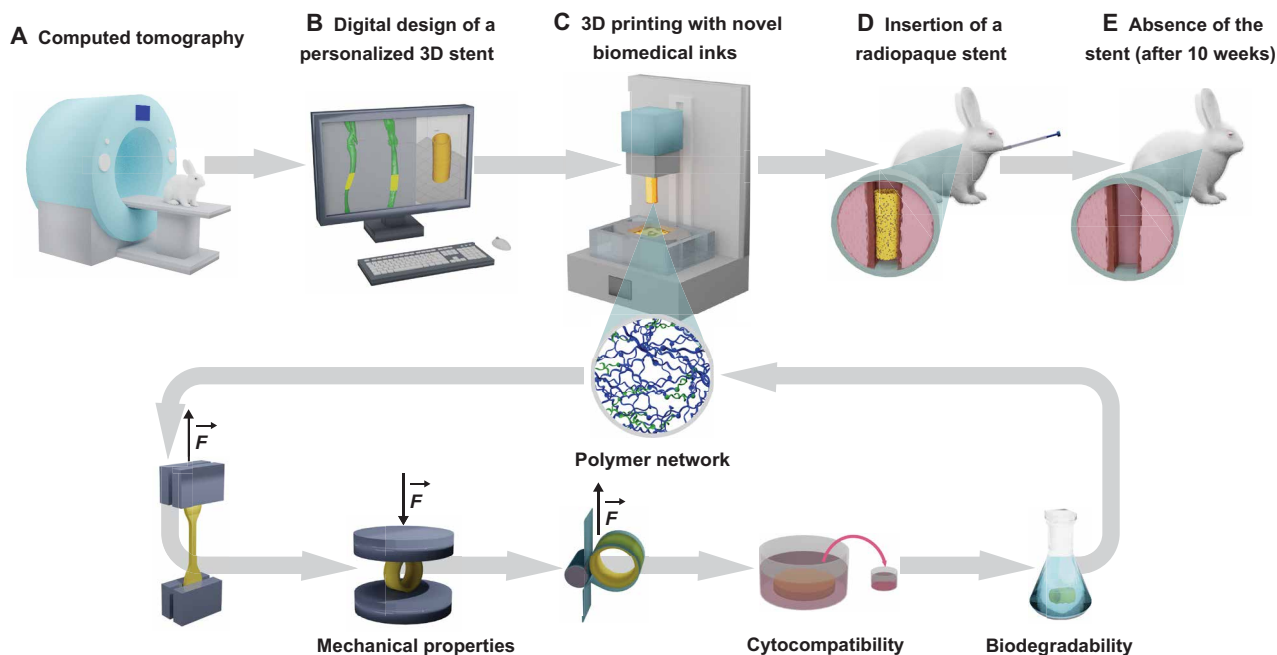 A Computed tomography
B Digital design of a
personalized 3D stent
C 3D printing with novel
biomedical inks
D Insertion of a
radiopaque stent
E Absence of the
stent (after 10 weeks)
Polymer network
F
F
F
Mechanical properties
Cytocompatibility
Biodegradability